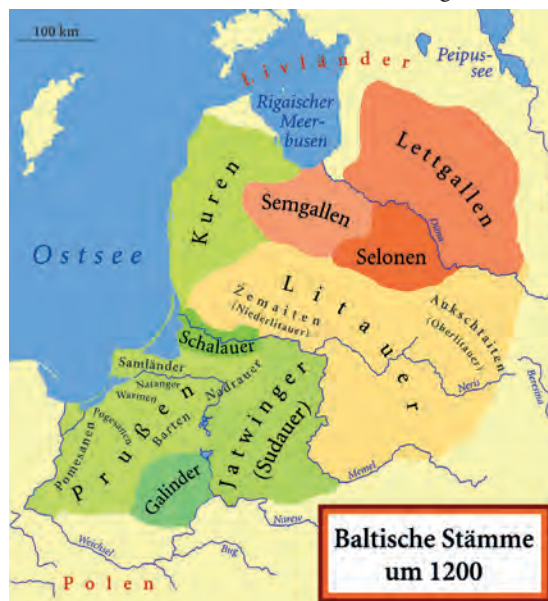 100 km
Livländer
Peipus-
see
Rigaischer
Meer-
busen
Lettgallen
Kuren
Semgallen
Düna
Ostsee
Selonen
Litauer
Žemaiten
(Niederlitauer)
Aukschtaiten
(Oberlitauer)
Schalauer
Samländer
Natanger
Warmen
Nadrauer
Neris
Beresina
Pogesanen
Barten
Pomesanen
Prußen
Jatwinger
(Sudauer)
Galinder
Memel
Narew
Weichsel
Bug
Polen
Baltische Stämme
um 1200